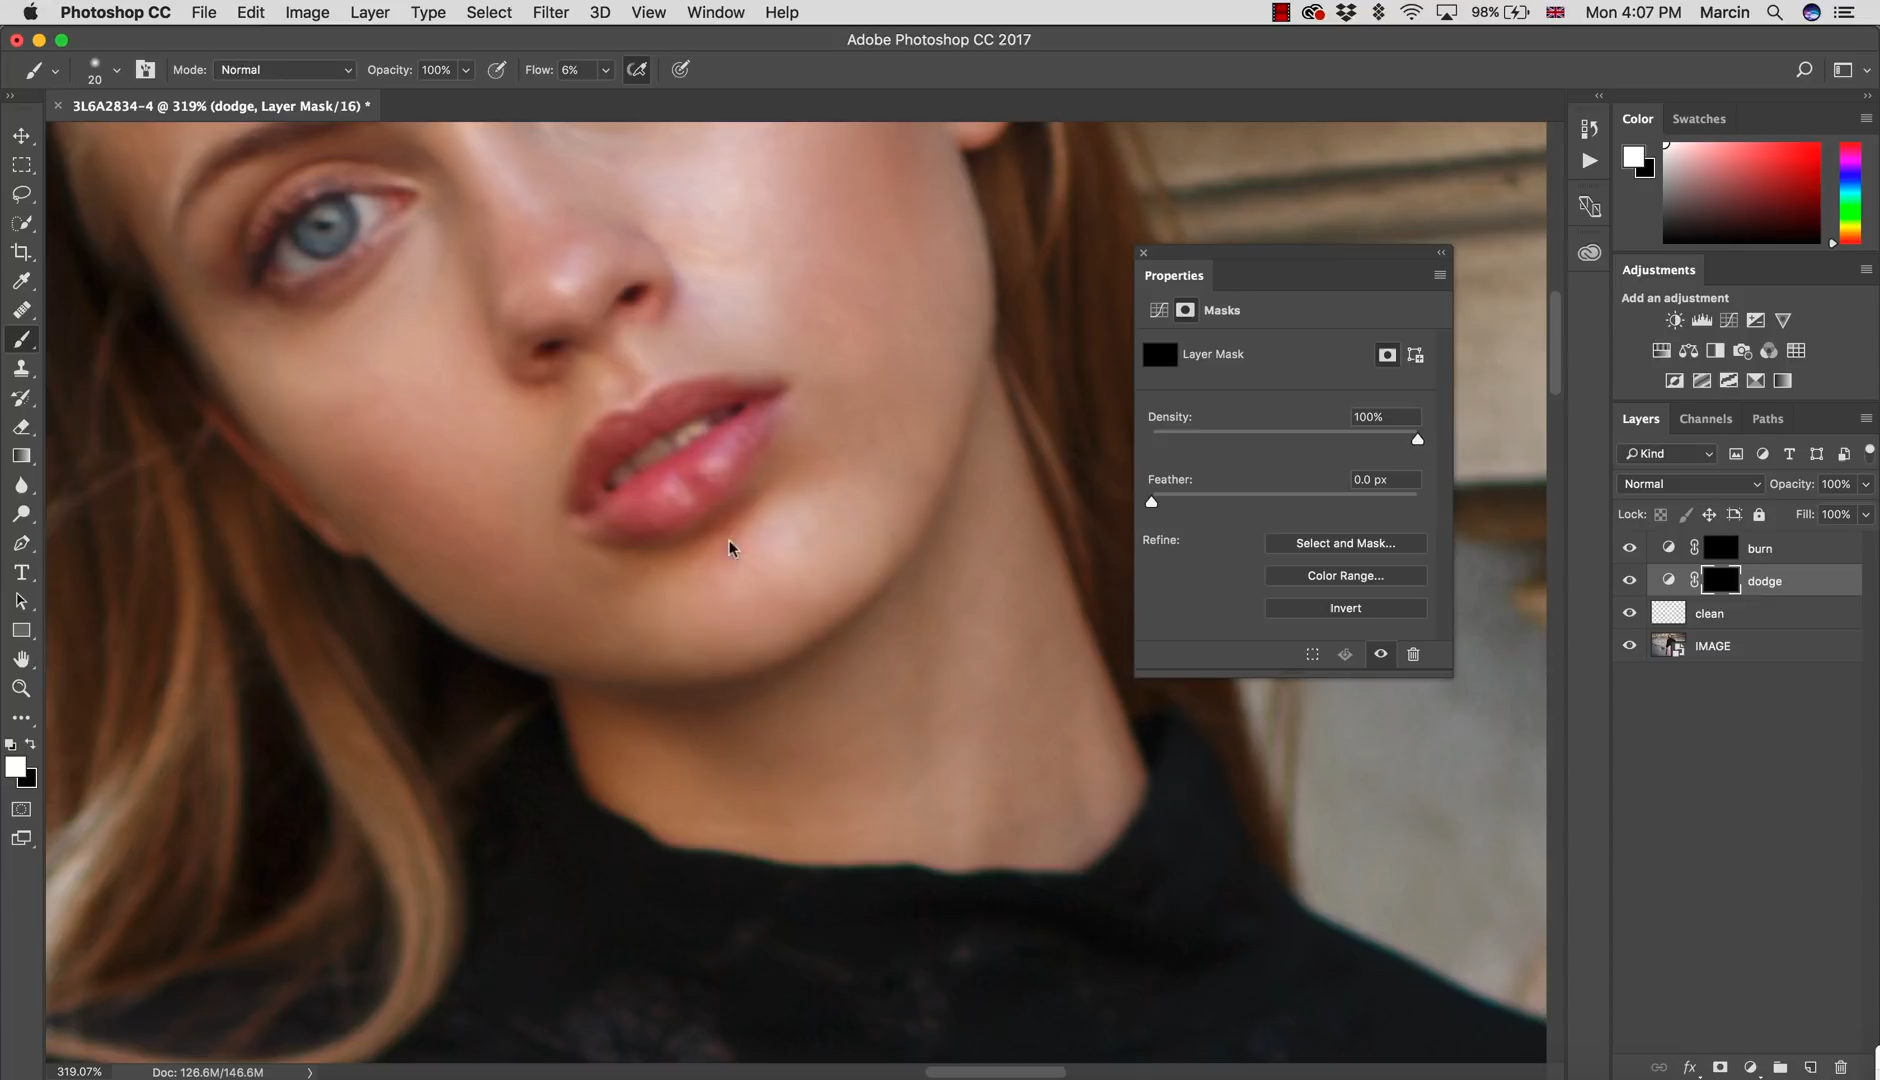 Photoshop CC File Edit Image Layer Type Select Filter 3D View Window Help 98% Mon 4:07 PM Marcin
Adobe Photoshop CC 2017
20 Mode: Normal Opacity: 100% Flow: 6%
3L6A2834-4 @ 319% (dodge, Layer Mask/16) *
Color Swatches
Properties
Masks
Layer Mask
Density: 100%
Feather: 0.0 px
Refine: Select and Mask...
Color Range...
Invert
Adjustments
Add an adjustment
Layers Channels Paths
Kind
Normal Opacity: 100%
Lock: Fill: 100%
burn
dodge
clean
IMAGE
fx
319.07% Doc: 126.6M/146.6M